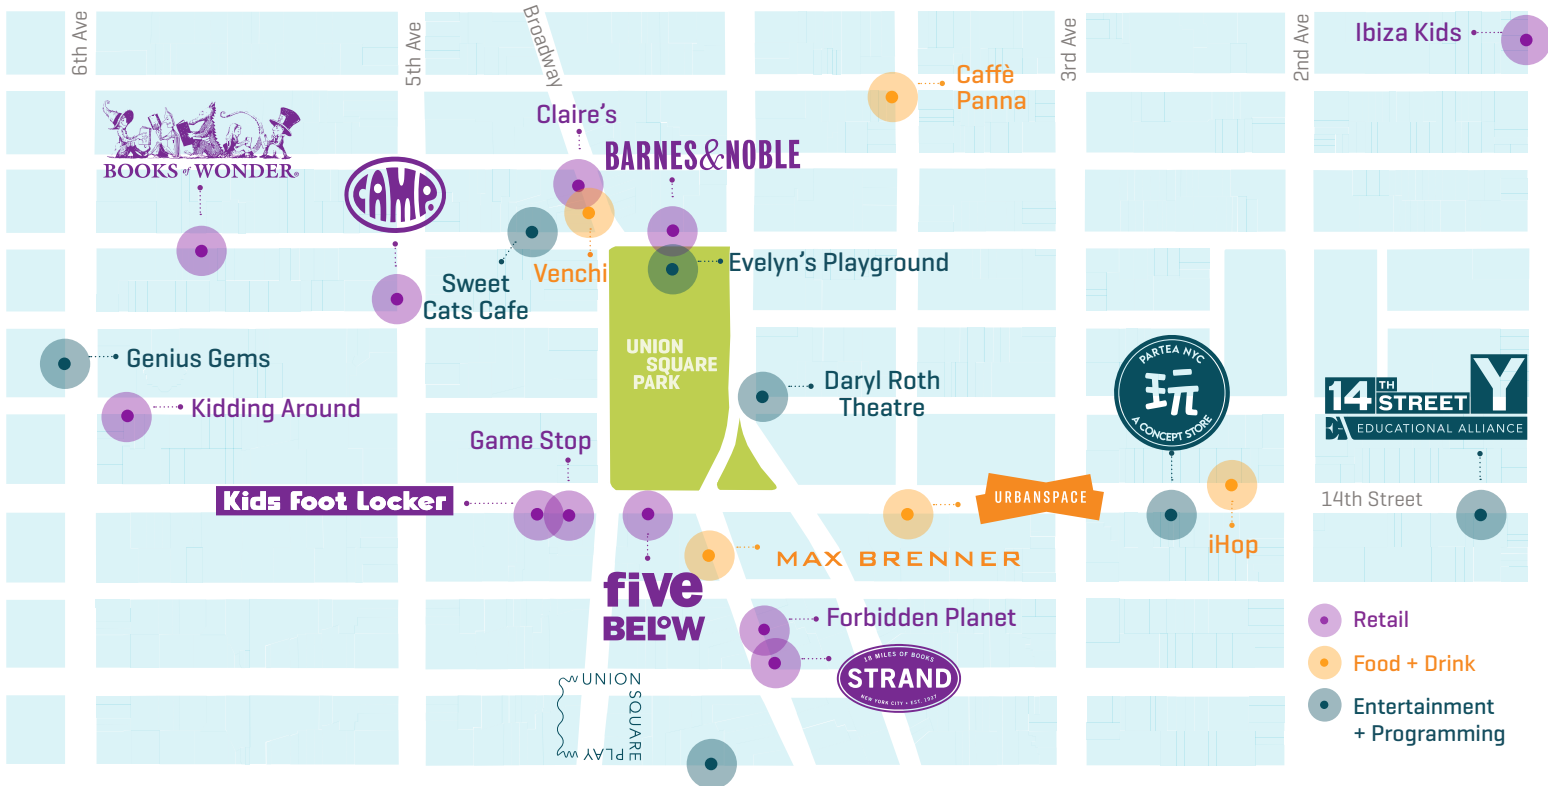 6th Ave
5th Ave
Broadway
3rd Ave
2nd Ave
Ibiza Kids
Caffè
Panna
Claire's
BARNES&NOBLE
BOOKS of WONDER
CAMP.
Sweet
Cats Cafe
Venchi
Evelyn's Playground
UNION
SQUARE
PARK
Genius Gems
Kidding Around
Daryl Roth
Theatre
PARTEA NYC
玩
A CONCEPT STORE
14TH
STREET Y
EDUCATIONAL ALLIANCE
Game Stop
Kids Foot Locker
URBANSPACE
14th Street
iHop
MAX BRENNER
five
BELOW
Forbidden Planet
18 MILES OF BOOKS
STRAND
NEW YORK CITY • EST. 1927
UNION
SQUARE
PLAY
Retail
Food + Drink
Entertainment
+ Programming